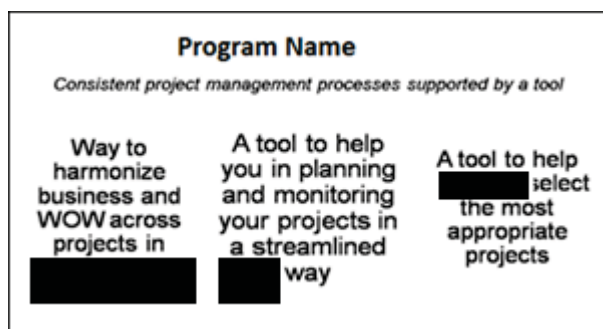 Program Name
Consistent project management processes supported by a tool
Way to
harmonize
business and
WOW across
projects in
A tool to help
you in planning
and monitoring
your projects in
a streamlined
way
A tool to help
select
the most
appropriate
projects